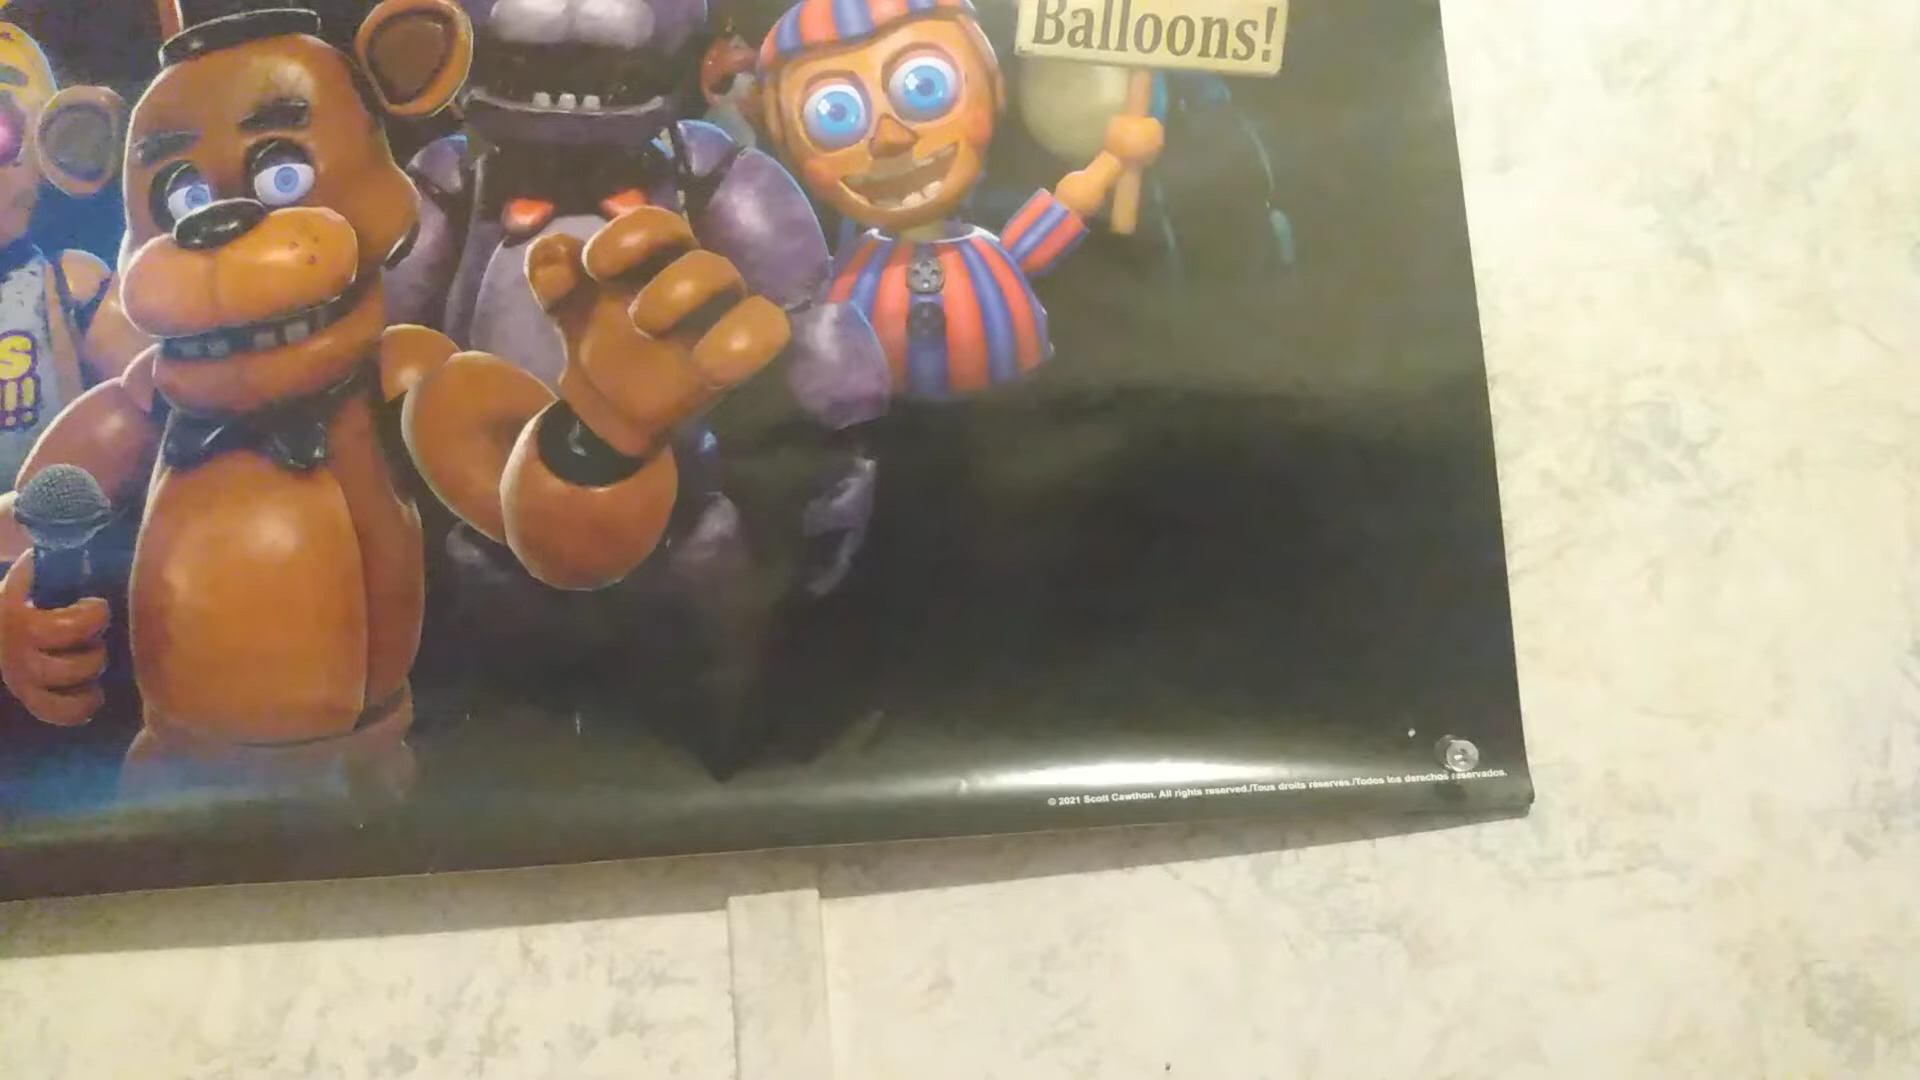 Balloons!
S
!!!
© 2021 Scott Cawthon. All rights reserved./Tous droits réservés./Todos los derechos reservados.